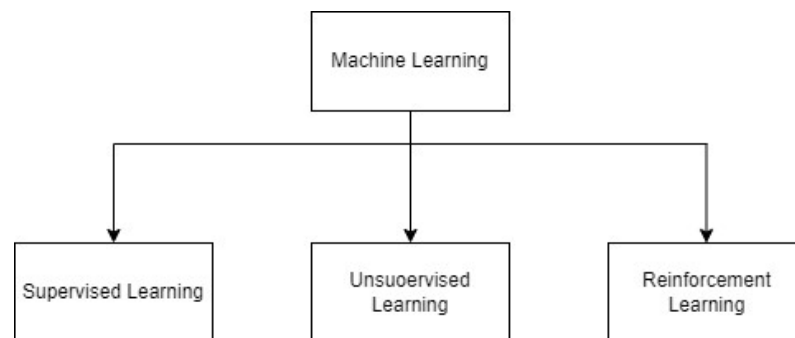 Machine Learning
Supervised Learning
Unsuoervised
Learning
Reinforcement
Learning